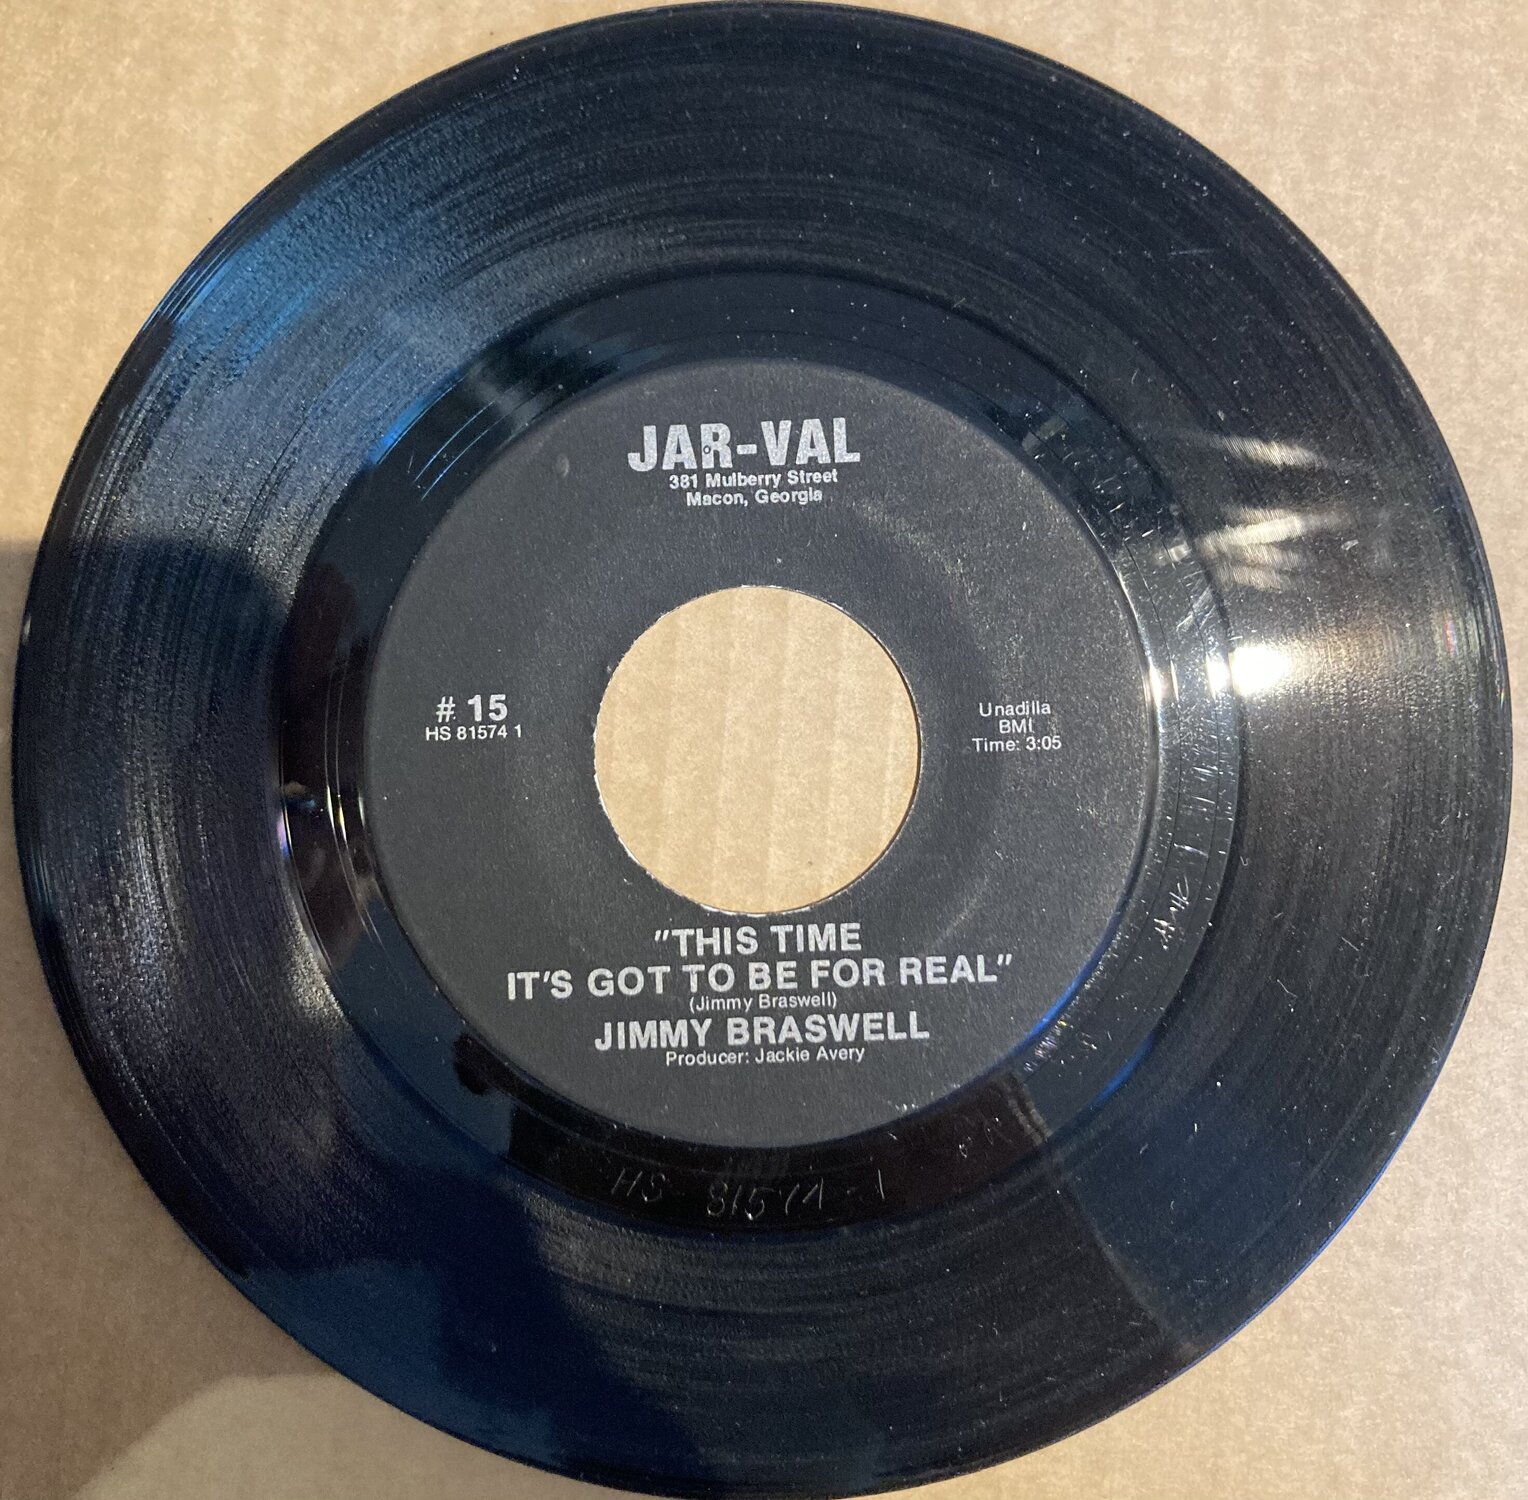 JAR-VAL
381 Mulberry Street
Macon, Georgia
# 15
HS 81574 1
Unadilla
BMI
Time: 3:05
"THIS TIME
IT'S GOT TO BE FOR REAL"
(Jimmy Braswell)
JIMMY BRASWELL
Producer: Jackie Avery
HS 81574-1